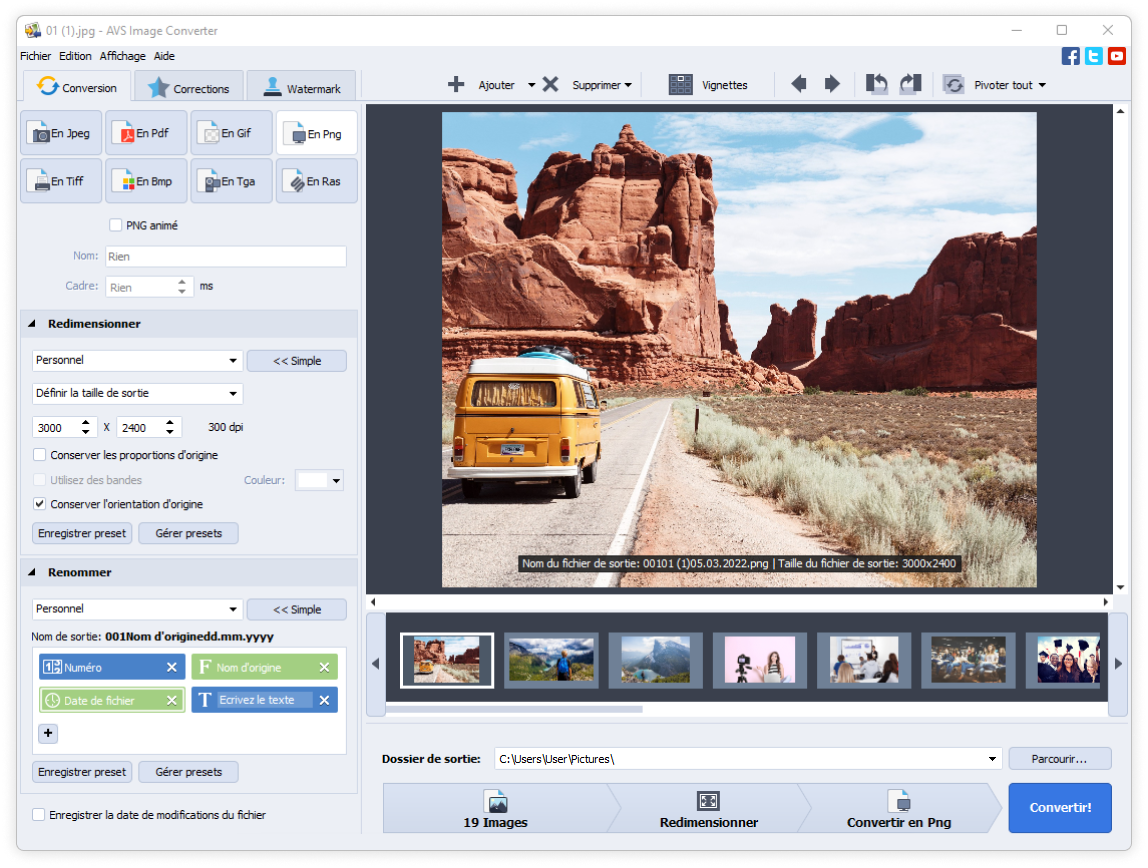 01 (1).jpg - AVS Image Converter
Fichier Edition Affichage Aide
Conversion Corrections Watermark
Ajouter Supprimer Vignettes Pivoter tout
En Jpeg En Pdf En Gif En Png
En Tiff En Bmp En Tga En Ras
PNG animé
Nom: Rien
Cadre: Rien ms
Redimensionner
Personnel << Simple
Définir la taille de sortie
3000 X 2400 300 dpi
Conserver les proportions d'origine
Utilisez des bandes Couleur:
Conserver l'orientation d'origine
Enregistrer preset Gérer presets
Renommer
Personnel << Simple
Nom de sortie: 001Nom d'originedd.mm.yyyy
Numéro Nom d'origine
Date de fichier Ecrivez le texte
Enregistrer preset Gérer presets
Enregistrer la date de modifications du fichier
Nom du fichier de sortie: 00101 (1)05.03.2022.png | Taille du fichier de sortie: 3000x2400
Dossier de sortie: C:\Users\User\Pictures\ Parcourir...
19 Images Redimensionner Convertir en Png Convertir!